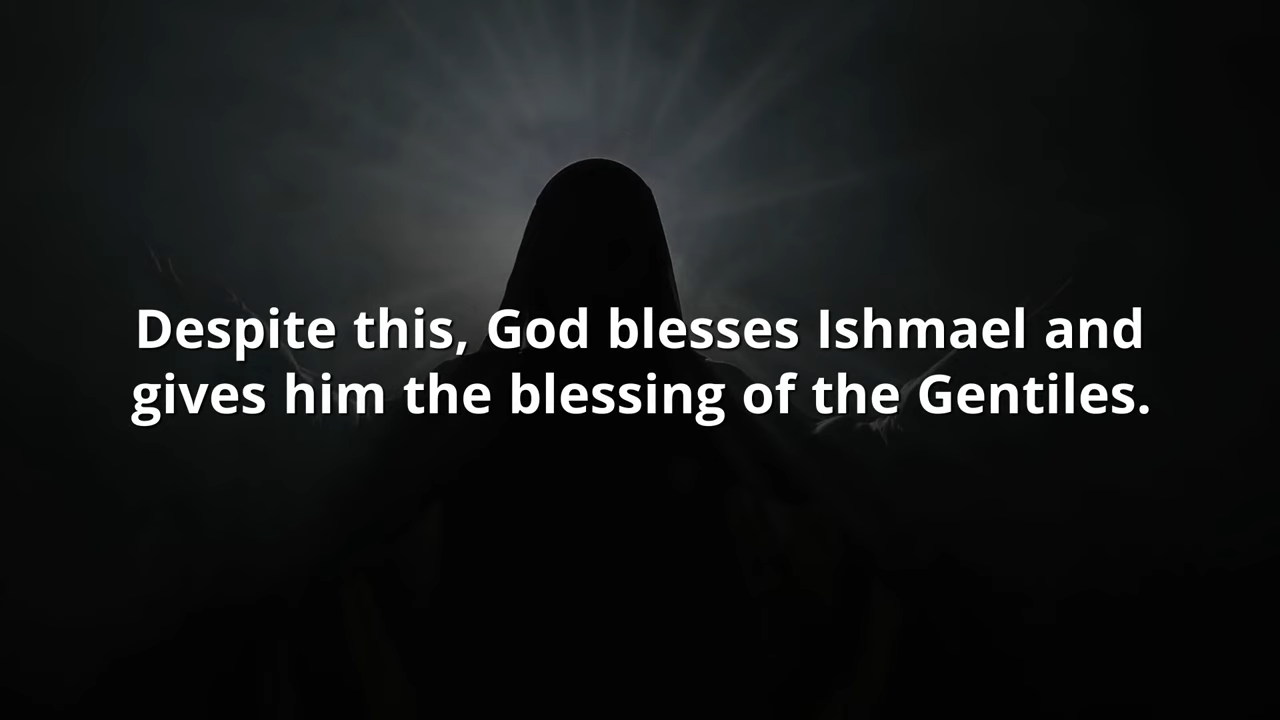 Despite this, God blesses Ishmael and
gives him the blessing of the Gentiles.